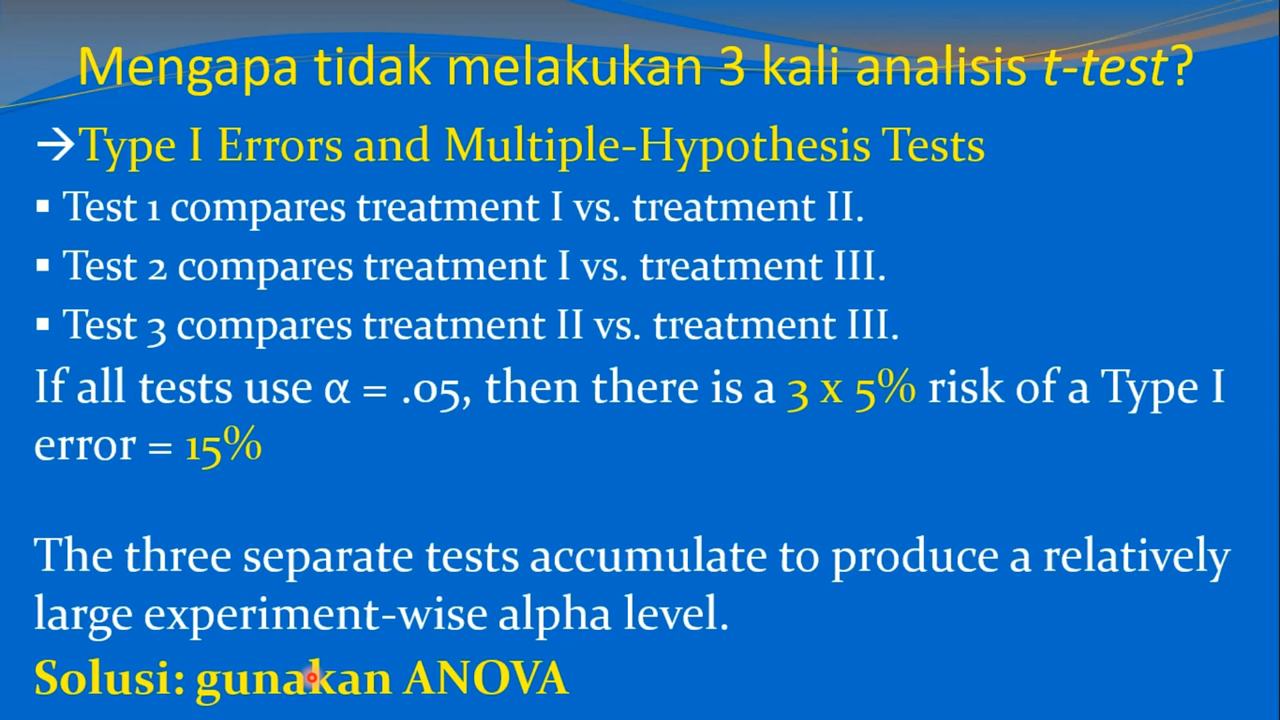 Mengapa tidak melakukan 3 kali analisis t-test?
→Type I Errors and Multiple-Hypothesis Tests
▪ Test 1 compares treatment I vs. treatment II.
▪ Test 2 compares treatment I vs. treatment III.
▪ Test 3 compares treatment II vs. treatment III.
If all tests use α = .05, then there is a 3 x 5% risk of a Type I
error = 15%
The three separate tests accumulate to produce a relatively
large experiment-wise alpha level.
Solusi: gunakan ANOVA